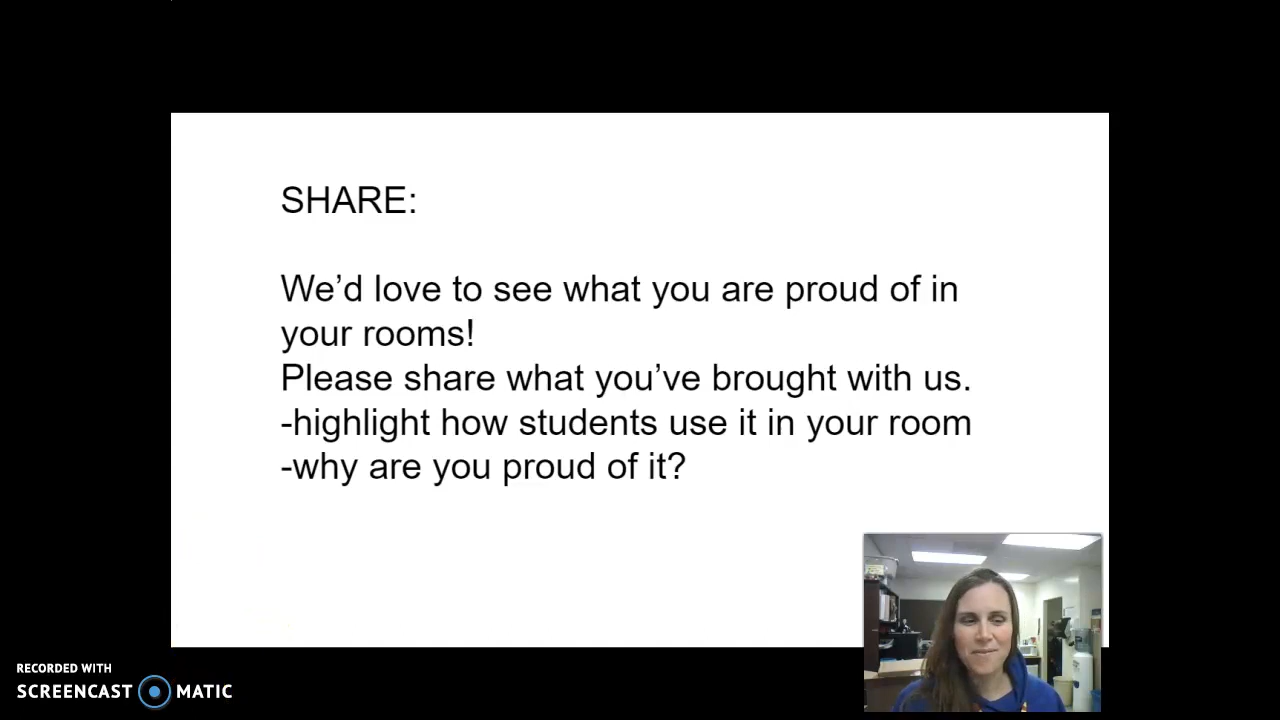 SHARE:
We’d love to see what you are proud of in
your rooms!
Please share what you’ve brought with us.
-highlight how students use it in your room
-why are you proud of it?
RECORDED WITH
SCREENCAST MATIC